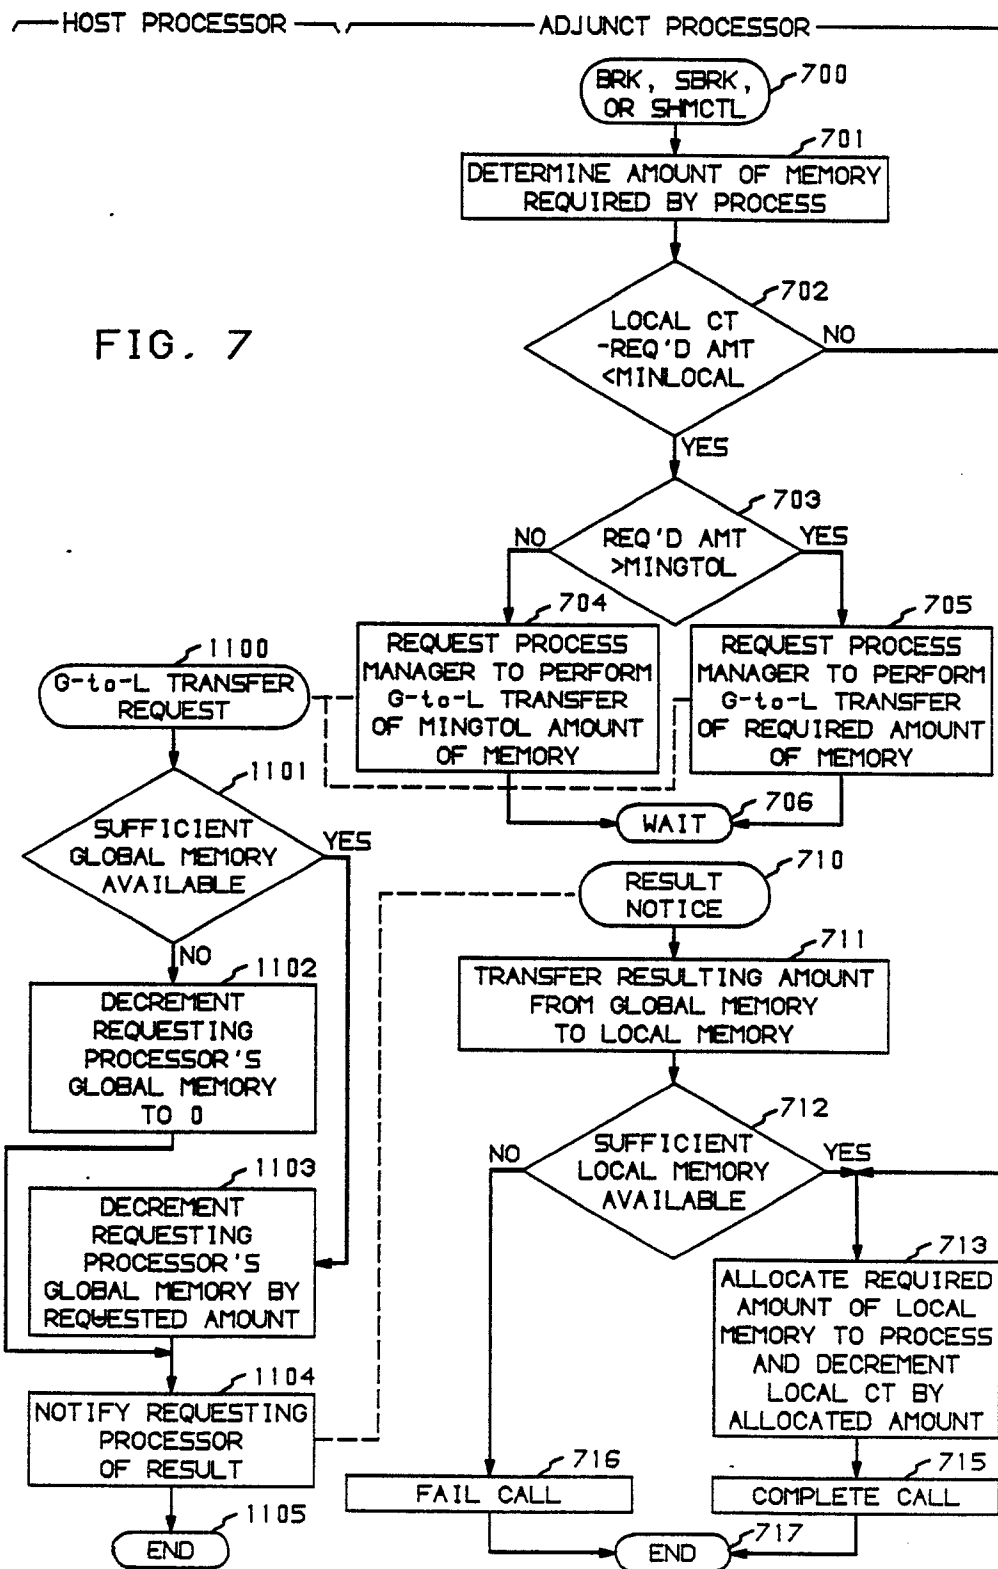 HOST PROCESSOR
ADJUNCT PROCESSOR
BRK, SBRK,
OR SHMCTL
700
701
DETERMINE AMOUNT OF MEMORY
REQUIRED BY PROCESS
702
LOCAL CT
-REQ'D AMT
<MINLOCAL
NO
YES
FIG. 7
703
REQ'D AMT
>MINGTOL
NO
YES
704
REQUEST PROCESS
MANAGER TO PERFORM
G-to-L TRANSFER
OF MINGTOL AMOUNT
OF MEMORY
705
REQUEST PROCESS
MANAGER TO PERFORM
G-to-L TRANSFER
OF REQUIRED AMOUNT
OF MEMORY
706
WAIT
1100
G-to-L TRANSFER
REQUEST
1101
SUFFICIENT
GLOBAL MEMORY
AVAILABLE
YES
NO
1102
DECREMENT
REQUESTING
PROCESSOR'S
GLOBAL MEMORY
TO 0
1103
DECREMENT
REQUESTING
PROCESSOR'S
GLOBAL MEMORY BY
REQUESTED AMOUNT
1104
NOTIFY REQUESTING
PROCESSOR
OF RESULT
1105
END
710
RESULT
NOTICE
711
TRANSFER RESULTING AMOUNT
FROM GLOBAL MEMORY
TO LOCAL MEMORY
712
SUFFICIENT
LOCAL MEMORY
AVAILABLE
NO
YES
713
ALLOCATE REQUIRED
AMOUNT OF LOCAL
MEMORY TO PROCESS
AND DECREMENT
LOCAL CT BY
ALLOCATED AMOUNT
716
FAIL CALL
715
COMPLETE CALL
717
END